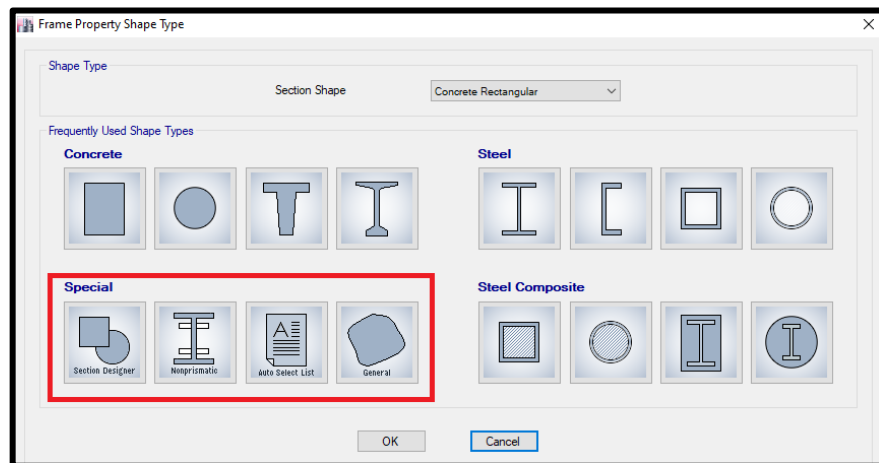 Frame Property Shape Type
Shape Type
Section Shape
Concrete Rectangular
Frequently Used Shape Types
Concrete
Steel
Special
Section Designer
Nonprismatic
A
Auto Select List
General
Steel Composite
OK
Cancel